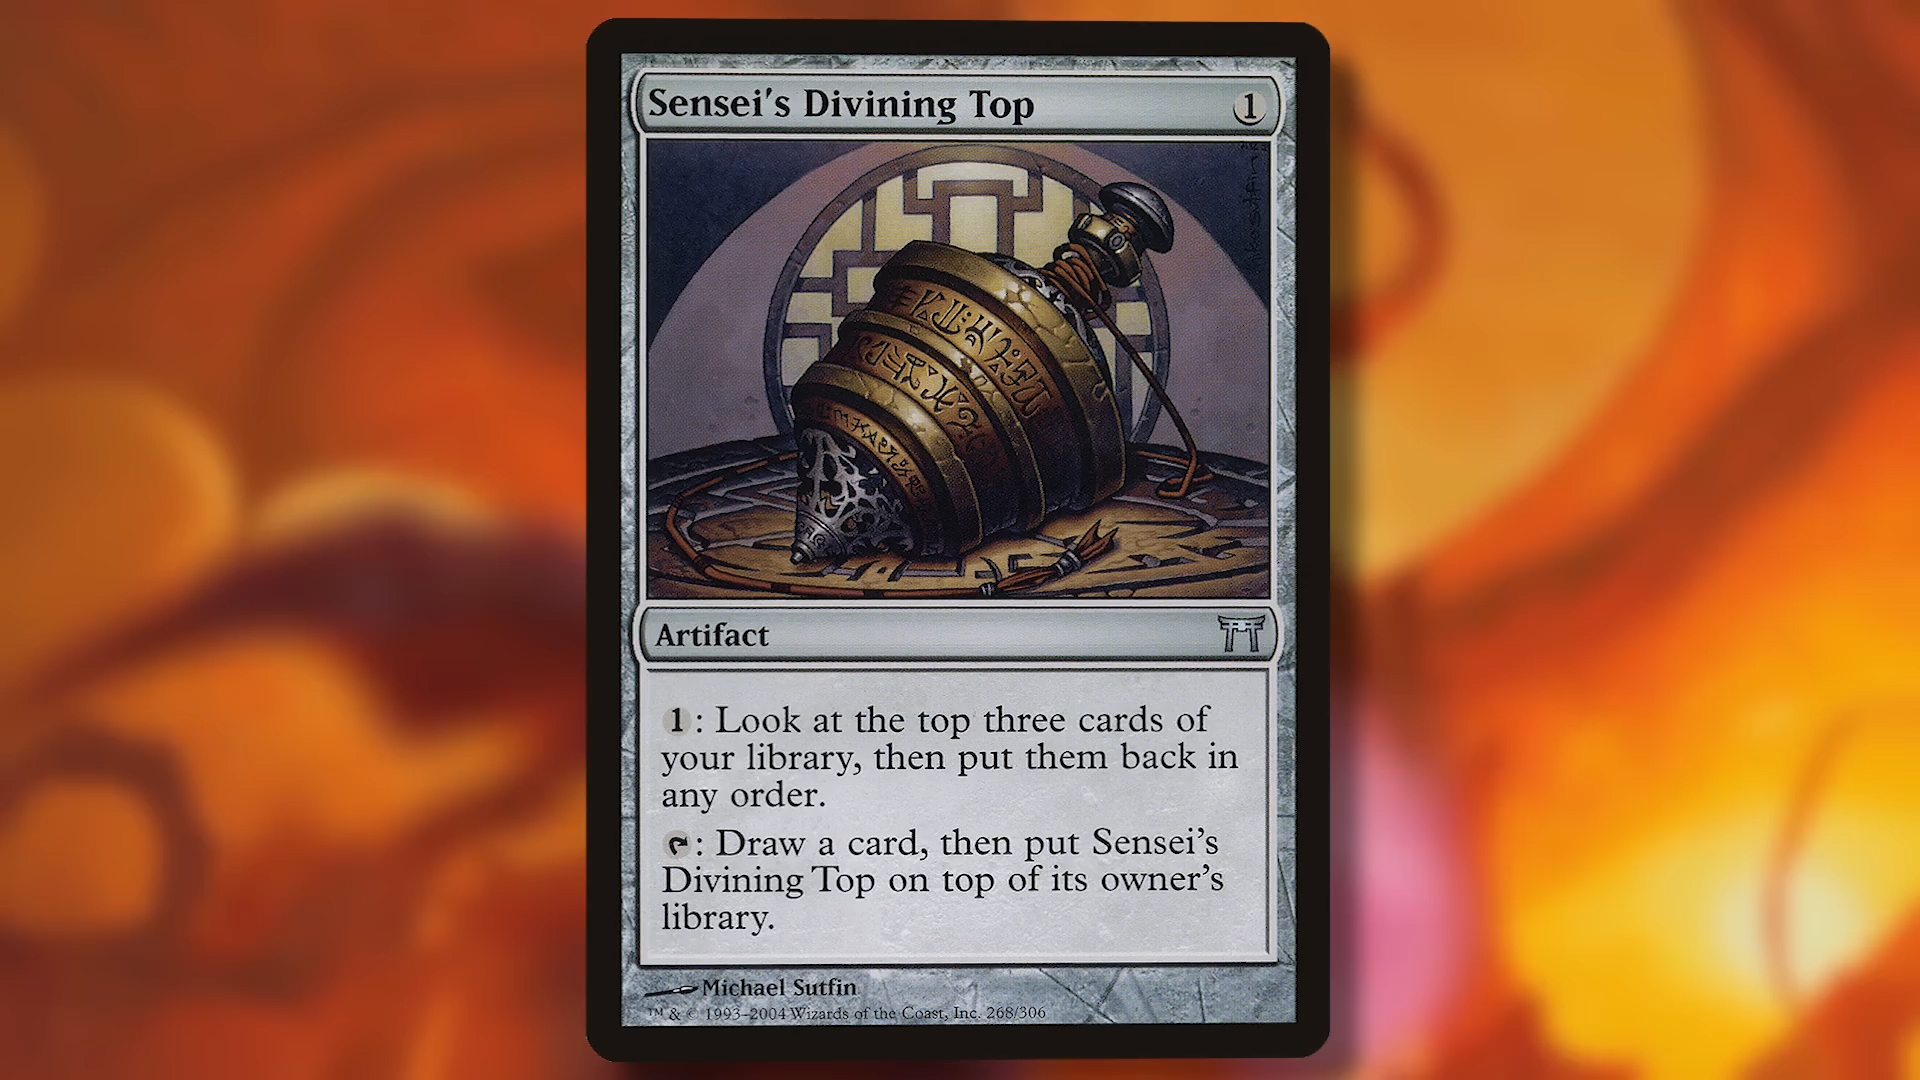 Sensei's Divining Top 1
Artifact
1: Look at the top three cards of
your library, then put them back in
any order.
: Draw a card, then put Sensei's
Divining Top on top of its owner's
library.
Michael Sutfin
™ & © 1993–2004 Wizards of the Coast, Inc. 268/306